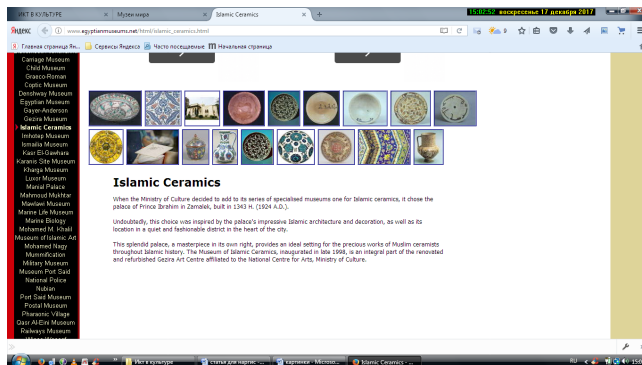 15:02:52 воскресенье 17 декабря 2017
ИКТ В КУЛЬТУРЕ
Музеи мира
Islamic Ceramics
Яндекс
www.egyptianmuseums.net/html/islamic_ceramics.html
Главная страница Ян...
Сервисы Яндекса
Часто посещаемые
Начальная страница
Carriage Museum
Child Museum
Graeco-Roman
Coptic Museum
Denshway Museum
Egyptian Museum
Gayer-Anderson
Gezira Museum
Islamic Ceramics
Imhotep Museum
Ismailia Museum
Kasr El-Gawhara
Karanis Site Museum
Kharga Museum
Luxor Museum
Manial Palace
Mahmoud Mukhtar
Mawlawi Museum
Marine Life Museum
Marine Biology
Mohamed M. Khalil
Museum of Islamic Art
Mohamed Nagy
Mummification
Military Museum
Museum Port Said
National Police
Nubian
Port Said Museum
Postal Museum
Pharaonic Village
Qasr Al-Eini Museum
Railways Museum
Islamic Ceramics
When the Ministry of Culture decided to add to its series of specialised museums one for Islamic ceramics, it chose the
palace of Prince Ibrahim in Zamalek, built in 1343 H. (1924 A.D.).
Undoubtedly, this choice was inspired by the palace's impressive Islamic architecture and decoration, as well as its
location in a quiet and fashionable district in the heart of the city.
This splendid palace, a masterpiece in its own right, provides an ideal setting for the precious works of Muslim ceramists
throughout Islamic history. The Museum of Islamic Ceramics, inaugurated in late 1998, is an integral part of the renovated
and refurbished Gezira Art Centre affiliated to the National Centre for Arts, Ministry of Culture.
Икт в культуре
статья для наргис -...
картинки - Microso...
Islamic Ceramics - ...
RU